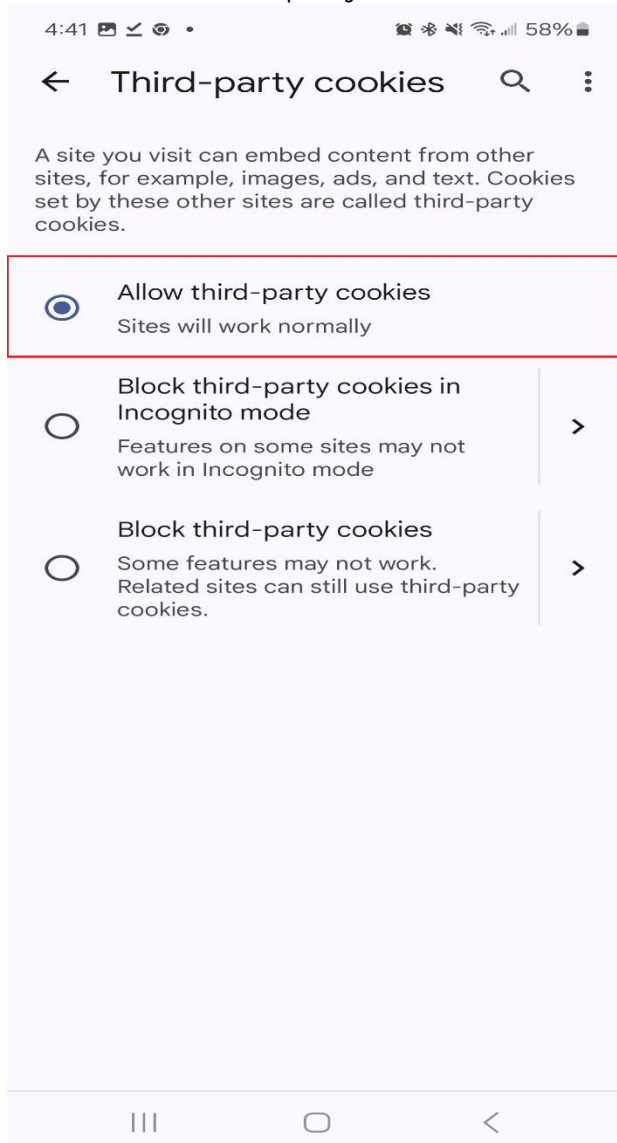 4:41
58%
Third-party cookies
A site you visit can embed content from other
sites, for example, images, ads, and text. Cookies
set by these other sites are called third-party
cookies.
Allow third-party cookies
Sites will work normally
Block third-party cookies in
Incognito mode
Features on some sites may not
work in Incognito mode
Block third-party cookies
Some features may not work.
Related sites can still use third-party
cookies.